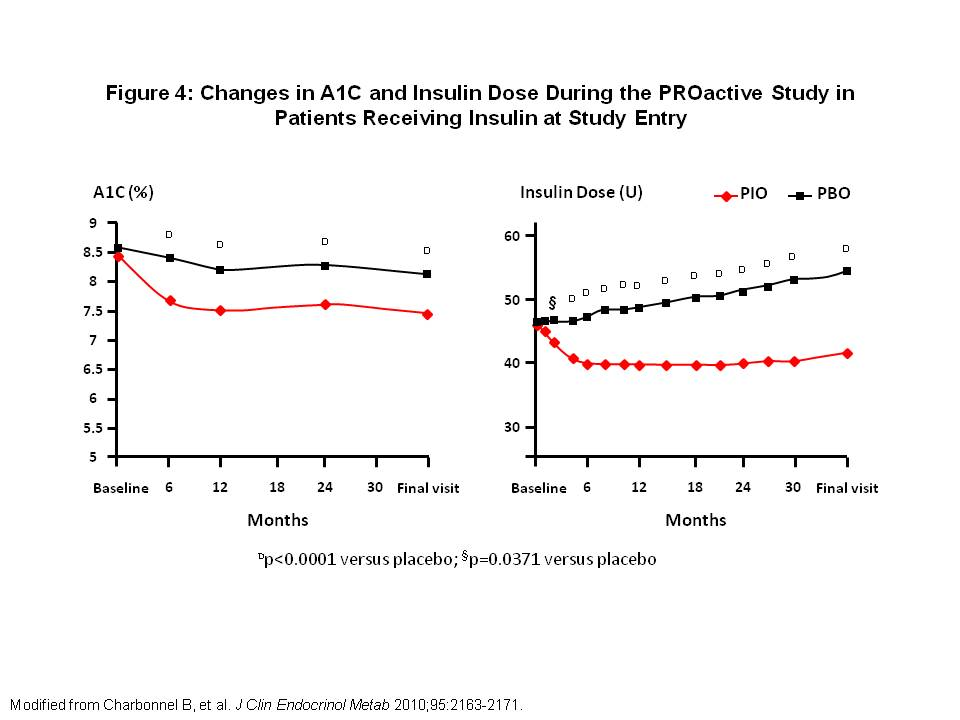 Figure 4: Changes in A1C and Insulin Dose During the PROactive Study in
Patients Receiving Insulin at Study Entry
A1C (%)
9
8.5
8
7.5
7
6.5
6
5.5
5
D
D
D
D
Baseline 6 12 18 24 30 Final visit
Months
Insulin Dose (U)
PIO PBO
60
50
40
30
§ D D D D D D D D D D D
Baseline 6 12 18 24 30 Final visit
Months
ᴰp<0.0001 versus placebo; §p=0.0371 versus placebo
Modified from Charbonnel B, et al. J Clin Endocrinol Metab 2010;95:2163-2171.